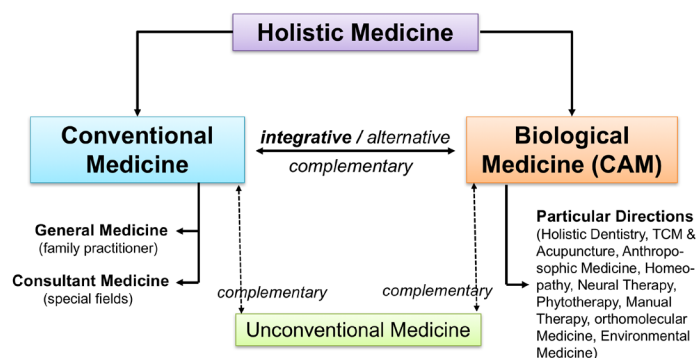 Holistic Medicine
Conventional
Medicine
integrative / alternative
complementary
Biological
Medicine (CAM)
General Medicine
(family practitioner)
Consultant Medicine
(special fields)
Particular Directions
(Holistic Dentistry, TCM &
Acupuncture, Anthropo-
sophic Medicine, Homeo-
pathy, Neural Therapy,
Phytotherapy, Manual
Therapy, orthomolecular
Medicine, Environmental
Medicine)
complementary
complementary
Unconventional Medicine